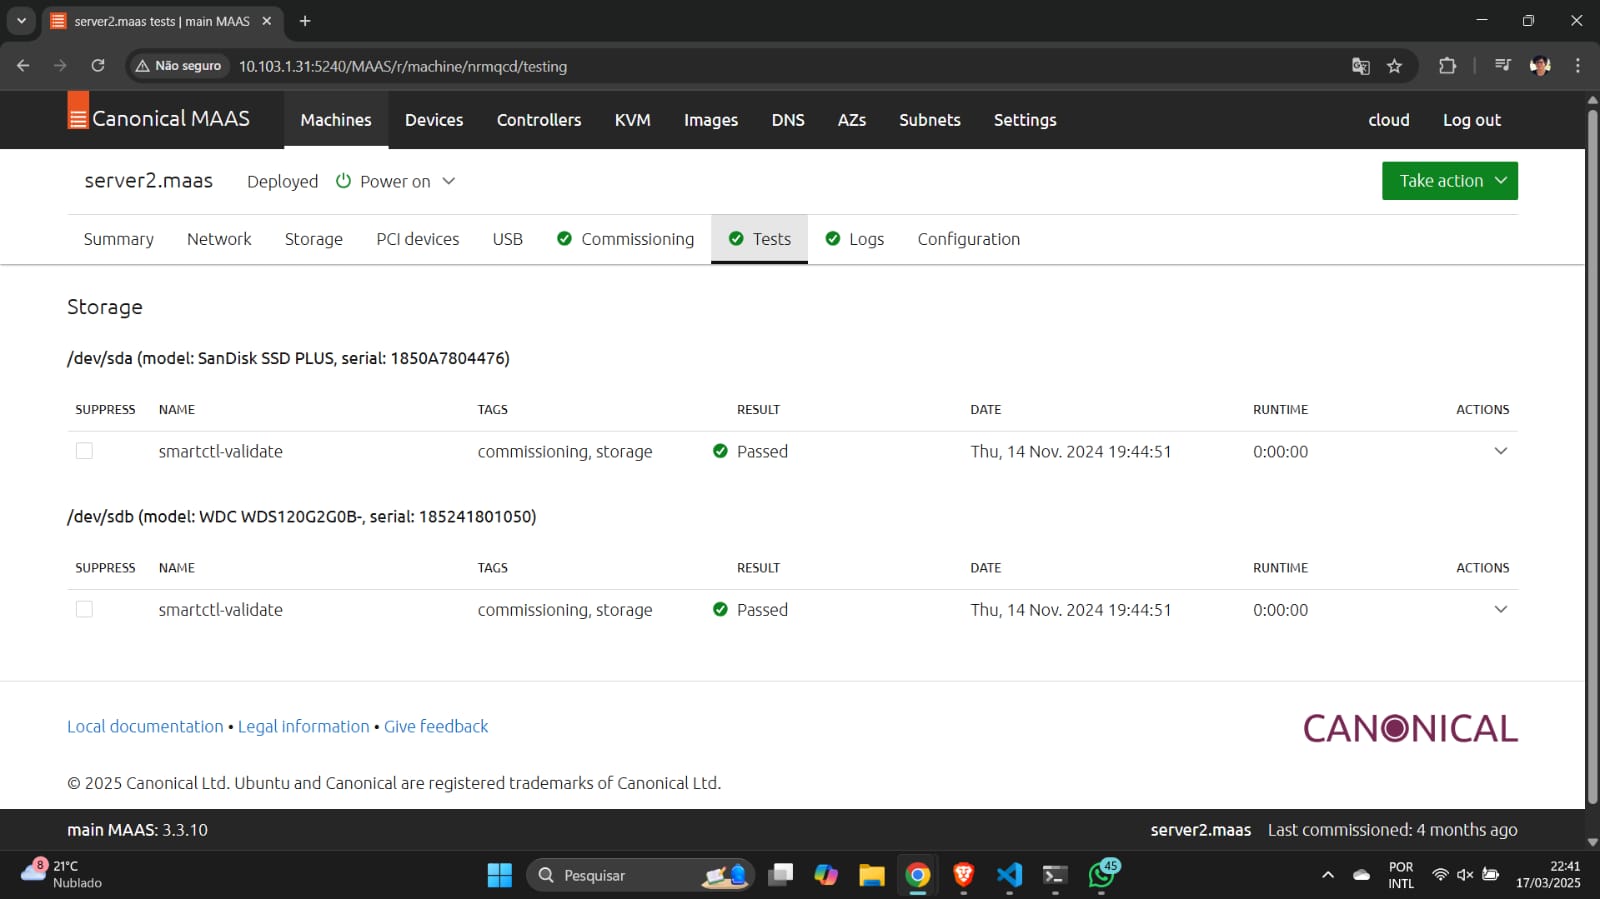 server2.maas tests | main MAAS
Não seguro 10.103.1.31:5240/MAAS/r/machine/nrmqcd/testing
Canonical MAAS Machines Devices Controllers KVM Images DNS AZs Subnets Settings cloud Log out
server2.maas Deployed Power on Take action
Summary Network Storage PCI devices USB Commissioning Tests Logs Configuration
Storage
/dev/sda (model: SanDisk SSD PLUS, serial: 1850A7804476)
SUPPRESS NAME TAGS RESULT DATE RUNTIME ACTIONS
smartctl-validate commissioning, storage Passed Thu, 14 Nov. 2024 19:44:51 0:00:00
/dev/sdb (model: WDC WDS120G2G0B-, serial: 185241801050)
SUPPRESS NAME TAGS RESULT DATE RUNTIME ACTIONS
smartctl-validate commissioning, storage Passed Thu, 14 Nov. 2024 19:44:51 0:00:00
Local documentation • Legal information • Give feedback
CANONICAL
© 2025 Canonical Ltd. Ubuntu and Canonical are registered trademarks of Canonical Ltd.
main MAAS: 3.3.10 server2.maas Last commissioned: 4 months ago
8 21°C
Nublado
Pesquisar
45
POR
INTL
22:41
17/03/2025